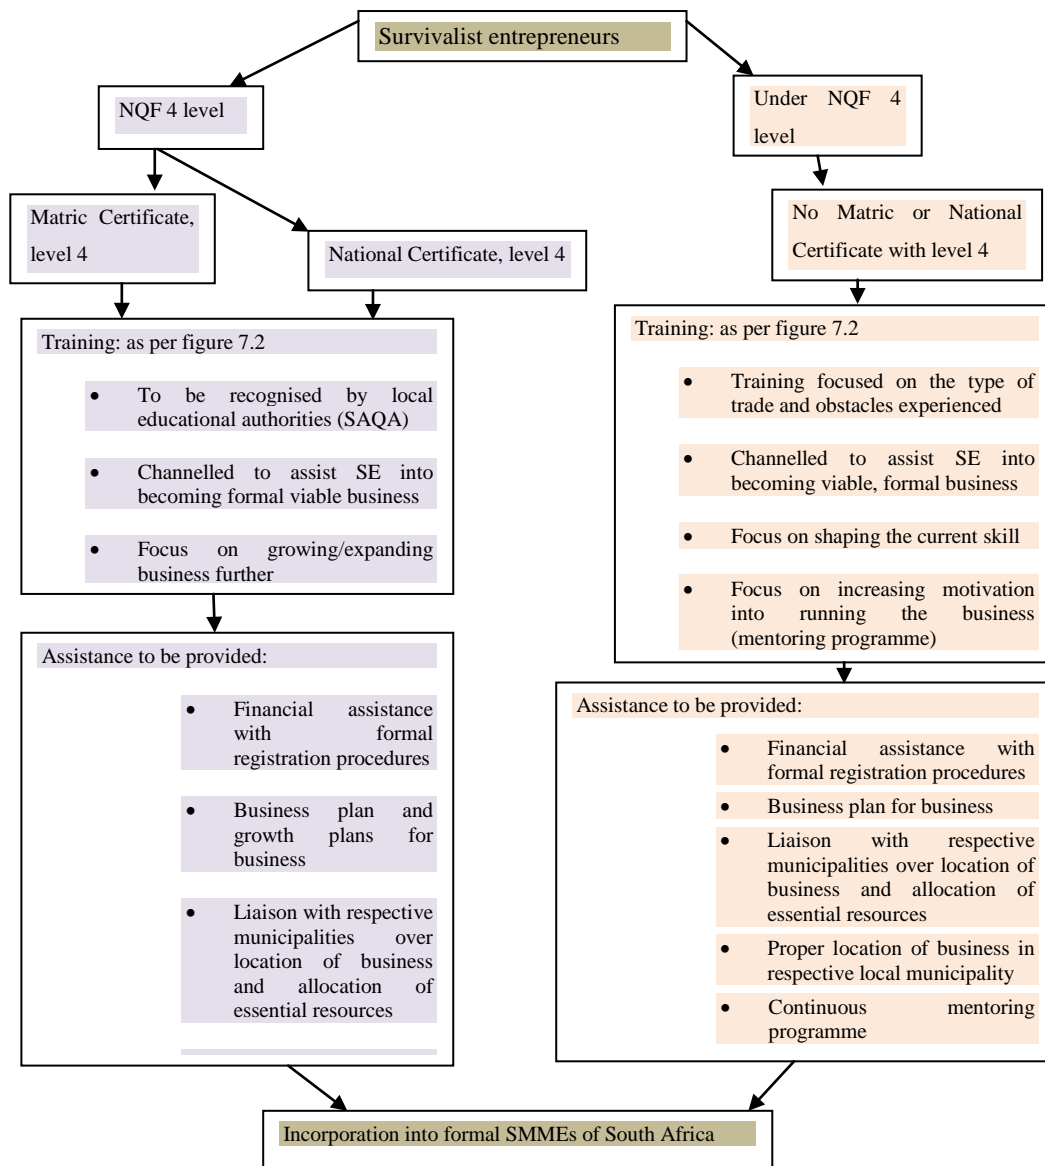 Survivalist entrepreneurs
NQF 4 level
Under NQF 4
level
Matric Certificate,
level 4
National Certificate, level 4
No Matric or National
Certificate with level 4
Training: as per figure 7.2
• To be recognised by local
educational authorities (SAQA)
• Channelled to assist SE into
becoming formal viable business
• Focus on growing/expanding
business further
Training: as per figure 7.2
• Training focused on the type of
trade and obstacles experienced
• Channelled to assist SE into
becoming viable, formal business
• Focus on shaping the current skill
• Focus on increasing motivation
into running the business
(mentoring programme)
Assistance to be provided:
• Financial assistance
with formal
registration procedures
• Business plan and
growth plans for
business
• Liaison with respective
municipalities over
location of business
and allocation of
essential resources
Assistance to be provided:
• Financial assistance with
formal registration procedures
• Business plan for business
• Liaison with respective
municipalities over location of
business and allocation of
essential resources
• Proper location of business in
respective local municipality
• Continuous mentoring
programme
Incorporation into formal SMMEs of South Africa